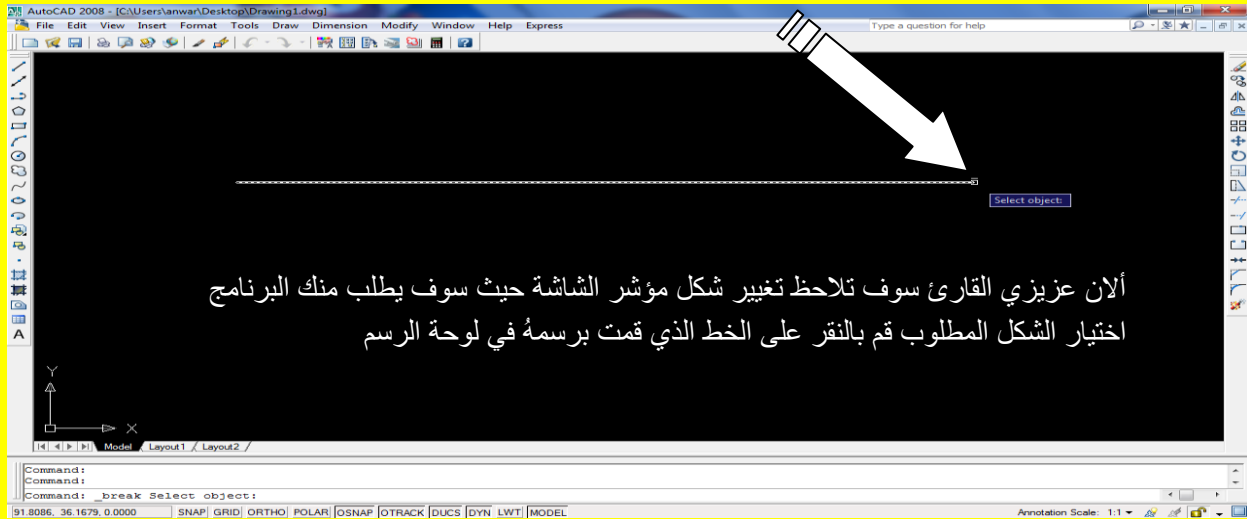 AutoCAD 2008 - [C:\Users\anwar\Desktop\Drawing1.dwg]
File Edit View Insert Format Tools Draw Dimension Modify Window Help Express
Type a question for help
Select object:
ألان عزيزي القارئ سوف تلاحظ تغيير شكل مؤشر الشاشة حيث سوف يطلب منك البرنامج
اختيار الشكل المطلوب قم بالنقر على الخط الذي قمت برسمهُ في لوحة الرسم
Y
X
Model Layout1 Layout2
Command:
Command:
Command: _break Select object:
91.8086, 36.1679, 0.0000 SNAP GRID ORTHO POLAR OSNAP OTRACK DUCS DYN LWT MODEL Annotation Scale: 1:1